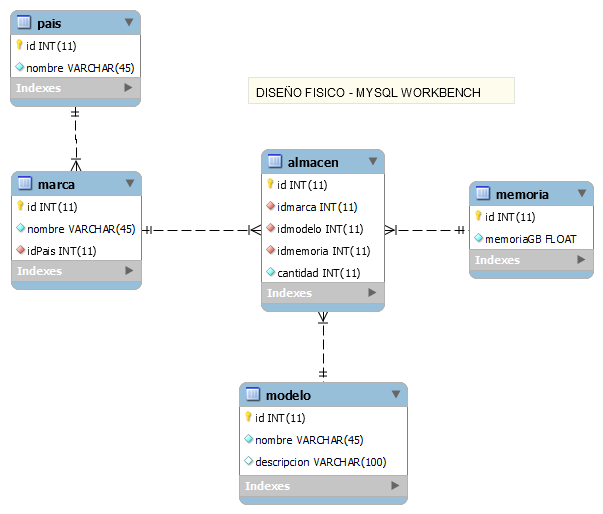 pais
id INT(11)
nombre VARCHAR(45)
Indexes
DISEÑO FISICO - MYSQL WORKBENCH
marca
id INT(11)
nombre VARCHAR(45)
idPais INT(11)
Indexes
almacen
id INT(11)
idmarca INT(11)
idmodelo INT(11)
idmemoria INT(11)
cantidad INT(11)
Indexes
memoria
id INT(11)
memoriaGB FLOAT
Indexes
modelo
id INT(11)
nombre VARCHAR(45)
descripcion VARCHAR(100)
Indexes